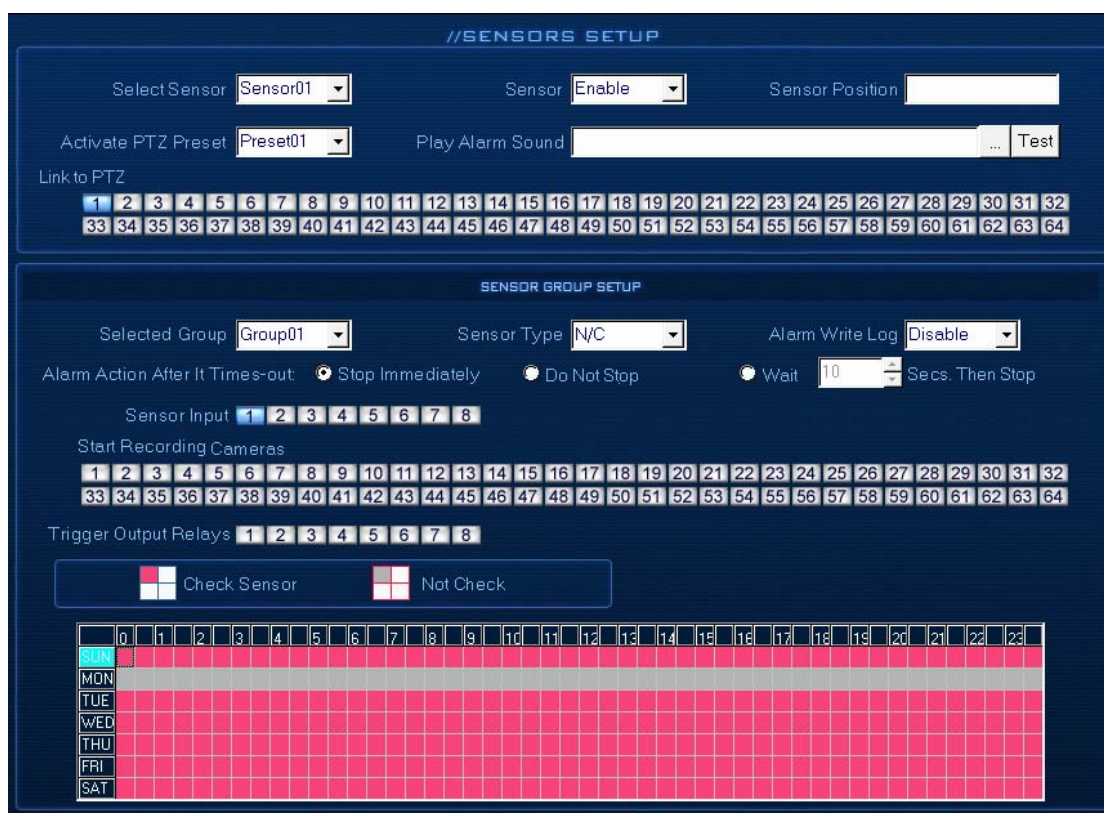 //SENSORS SETUP
Select Sensor Sensor01 Sensor Enable Sensor Position
Activate PTZ Preset Preset01 Play Alarm Sound ... Test
Link to PTZ
1 2 3 4 5 6 7 8 9 10 11 12 13 14 15 16 17 18 19 20 21 22 23 24 25 26 27 28 29 30 31 32
33 34 35 36 37 38 39 40 41 42 43 44 45 46 47 48 49 50 51 52 53 54 55 56 57 58 59 60 61 62 63 64
SENSOR GROUP SETUP
Selected Group Group01 Sensor Type N/C Alarm Write Log Disable
Alarm Action After It Times-out: Stop Immediately Do Not Stop Wait 10 Secs. Then Stop
Sensor Input 1 2 3 4 5 6 7 8
Start Recording Cameras
1 2 3 4 5 6 7 8 9 10 11 12 13 14 15 16 17 18 19 20 21 22 23 24 25 26 27 28 29 30 31 32
33 34 35 36 37 38 39 40 41 42 43 44 45 46 47 48 49 50 51 52 53 54 55 56 57 58 59 60 61 62 63 64
Trigger Output Relays 1 2 3 4 5 6 7 8
Check Sensor Not Check
0 1 2 3 4 5 6 7 8 9 10 11 12 13 14 15 16 17 18 19 20 21 22 23
SUN
MON
TUE
WED
THU
FRI
SAT